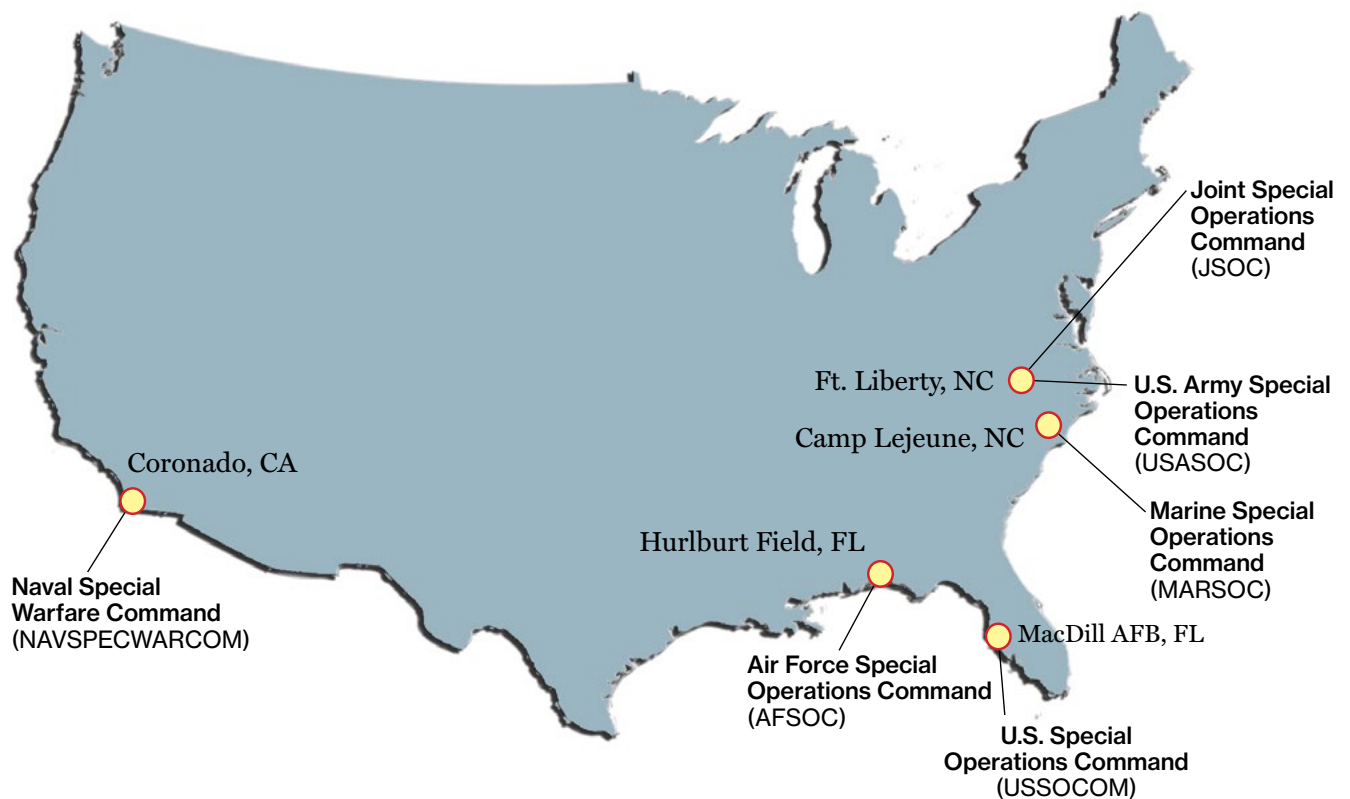 Joint Special
Operations
Command
(JSOC)
Ft. Liberty, NC
U.S. Army Special
Operations
Command
(USASOC)
Camp Lejeune, NC
Marine Special
Operations
Command
(MARSOC)
Coronado, CA
Naval Special
Warfare Command
(NAVSPECWARCOM)
Hurlburt Field, FL
Air Force Special
Operations Command
(AFSOC)
MacDill AFB, FL
U.S. Special
Operations Command
(USSOCOM)